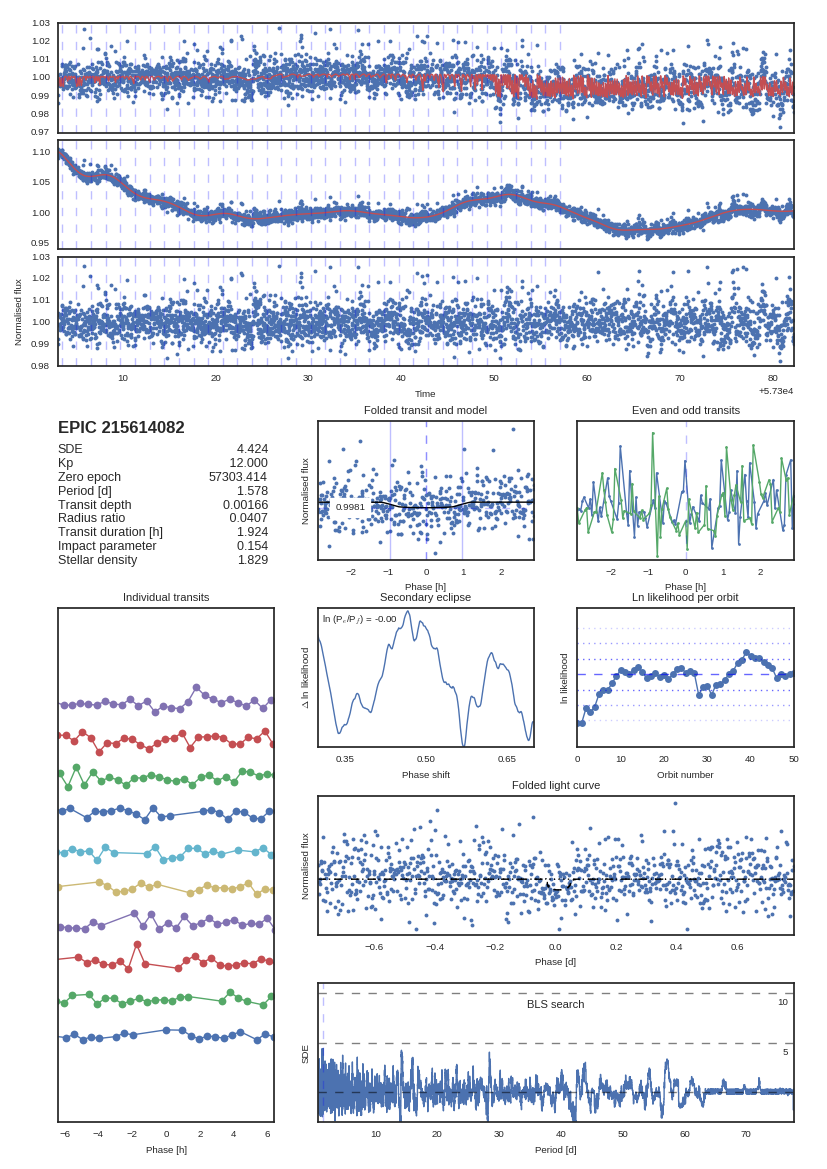 1.03
1.02
1.01
1.00
0.99
0.98
0.97
1.10
1.05
1.00
0.95
1.03
1.02
1.01
1.00
0.99
0.98
Normalised flux
10 20 30 40 50 60 70 80
Time
+5.73e4
EPIC 215614082
SDE 4.424
Kp 12.000
Zero epoch 57303.414
Period [d] 1.578
Transit depth 0.00166
Radius ratio 0.0407
Transit duration [h] 1.924
Impact parameter 0.154
Stellar density 1.829
Folded transit and model
Normalised flux
0.9981
−2 −1 0 1 2
Phase [h]
Even and odd transits
−2 −1 0 1 2
Phase [h]
Individual transits
−6 −4 −2 0 2 4 6
Phase [h]
Secondary eclipse
ln (Pₑ/P𝑓) = -0.00
Δ ln likelihood
0.35 0.50 0.65
Phase shift
Ln likelihood per orbit
ln likelihood
0 10 20 30 40 50
Orbit number
Folded light curve
Normalised flux
−0.6 −0.4 −0.2 0.0 0.2 0.4 0.6
Phase [d]
BLS search
10
5
SDE
10 20 30 40 50 60 70
Period [d]